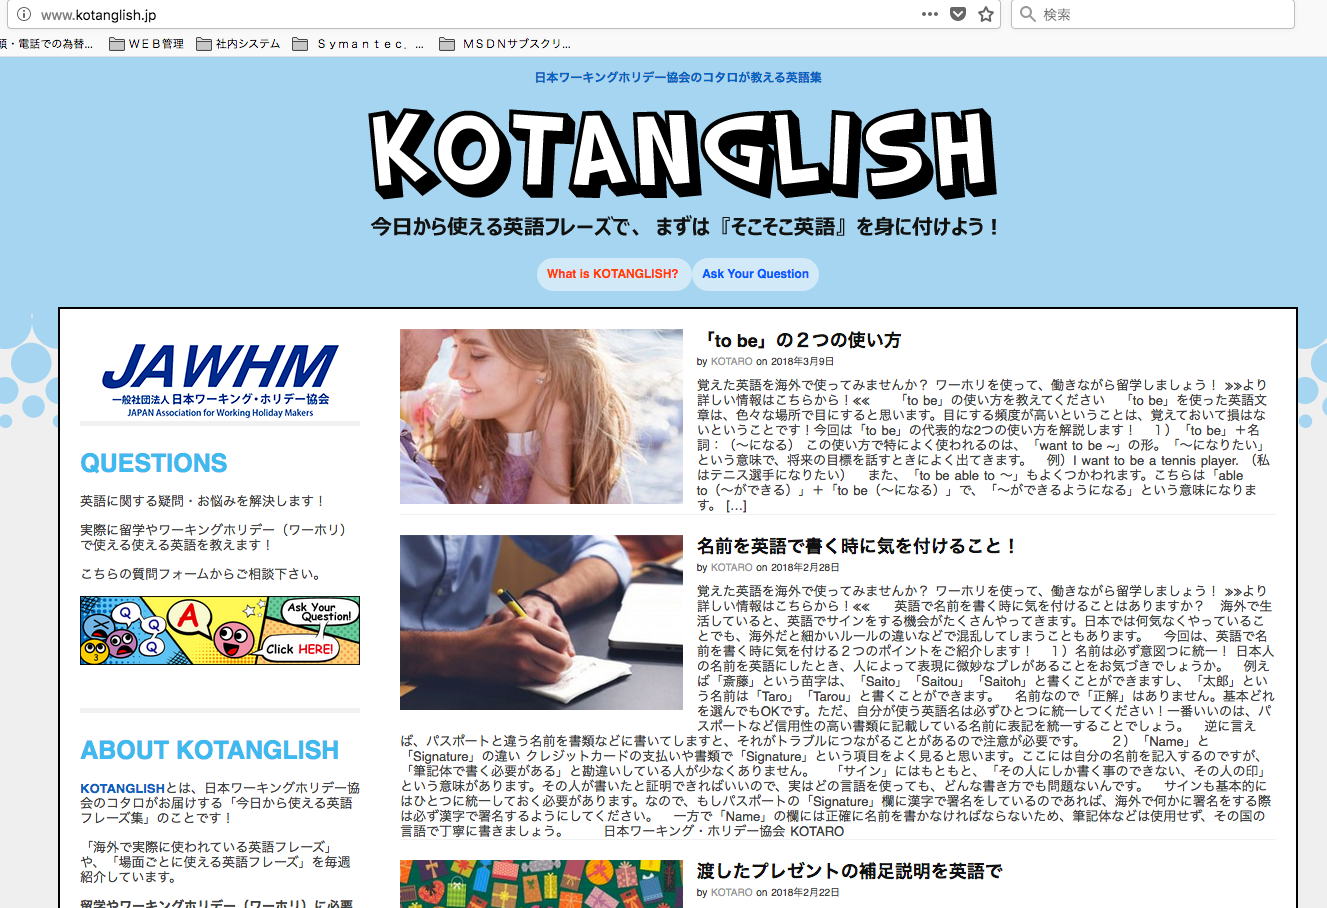 www.kotanglish.jp
検索
頭・電話での為替...
ＷＥＢ管理
社内システム
Ｓｙｍａｎｔｅｃ．...
ＭＳＤＮサブスクリ...
日本ワーキングホリデー協会のコタロが教える英語集
KOTANGLISH
今日から使える英語フレーズで、まずは『そこそこ英語』を身に付けよう！
What is KOTANGLISH?
Ask Your Question
JAWHM
一般社団法人 日本ワーキング・ホリデー協会
JAPAN Association for Working Holiday Makers
QUESTIONS
英語に関する疑問・お悩みを解決します！
実際に留学やワーキングホリデー（ワーホリ）
で使える使える英語を教えます！
こちらの質問フォームからご相談下さい。
Q
Q
Q
A
3
Ask Your
Question!
Click HERE!
ABOUT KOTANGLISH
KOTANGLISHとは、日本ワーキングホリデー協
会のコタロがお届けする「今日から使える英語
フレーズ集」のことです！
「海外で実際に使われている英語フレーズ」
や、「場面ごとに使える英語フレーズ」を毎週
紹介しています。
留学やワーキングホリデー（ワーホリ）に必要
「to be」の２つの使い方
by KOTARO on 2018年3月9日
覚えた英語を海外で使ってみませんか？ ワーホリを使って、働きながら留学しましょう！ ≫≫より
詳しい情報はこちらから！≪≪ 「to be」の使い方を教えてください 「to be」を使った英語文
章は、色々な場所で目にすると思います。目にする頻度が高いということは、覚えておいて損はな
いということです！今回は「to be」の代表的な2つの使い方を解説します！ １）「to be」＋名
詞：（〜になる） この使い方で特によく使われるのは、「want to be ~」の形。「〜になりたい」
という意味で、将来の目標を話すときによく出てきます。 例）I want to be a tennis player. （私
はテニス選手になりたい） また、「to be able to 〜」もよくつかわれます。こちらは「able
to（〜ができる）」＋「to be（〜になる）」で、「〜ができるようになる」という意味になりま
す。 [...]
名前を英語で書く時に気を付けること！
by KOTARO on 2018年2月28日
覚えた英語を海外で使ってみませんか？ ワーホリを使って、働きながら留学しましょう！ ≫≫より
詳しい情報はこちらから！≪≪ 英語で名前を書く時に気を付けることはありますか？ 海外で生
活していると、英語でサインをする機会がたくさんやってきます。日本では何気なくやっているこ
とでも、海外だと細かいルールの違いなどで混乱してしまうこともあります。 今回は、英語で名
前を書く時に気を付ける２つのポイントをご紹介します！ １）名前は必ず意図つに統一！ 日本人
の名前を英語にしたとき、人によって表現に微妙なブレがあることをお気づきでしょうか。 例え
ば「斎藤」という苗字は、「Saito」「Saitou」「Saitoh」と書くことができますし、「太郎」とい
う名前は「Taro」「Tarou」と書くことができます。 名前なので「正解」はありません。基本どれ
を選んでもOKです。ただ、自分が使う英語名は必ずひとつに統一してください！一番いいのは、パ
スポートなど信用性の高い書類に記載している名前に表記を統一することでしょう。 逆に言え
ば、パスポートと違う名前を書類などに書いてしますと、それがトラブルにつながることがあるので注意が必要です。 ２）「Name」と
「Signature」の違い クレジットカードの支払いや書類で「Signature」という項目をよく見ると思います。ここには自分の名前を記入するのですが、
「筆記体で書く必要がある」と勘違いしている人が少なくありません。 「サイン」にはもともと、「その人にしか書く事のできない、その人の印」
という意味があります。その人が書いたと証明できればいいので、実はどの言語を使っても、どんな書き方でも問題ないんです。 サインも基本的に
はひとつに統一しておく必要があります。なので、もしパスポートの「Signature」欄に漢字で署名をしているのであれば、海外で何かに署名をする際
は必ず漢字で署名するようにしてください。 一方で「Name」の欄には正確に名前を書かなければならないため、筆記体などは使用せず、その国の
言語で丁寧に書きましょう。 日本ワーキング・ホリデー協会 KOTARO
渡したプレゼントの補足説明を英語で
by KOTARO on 2018年2月22日